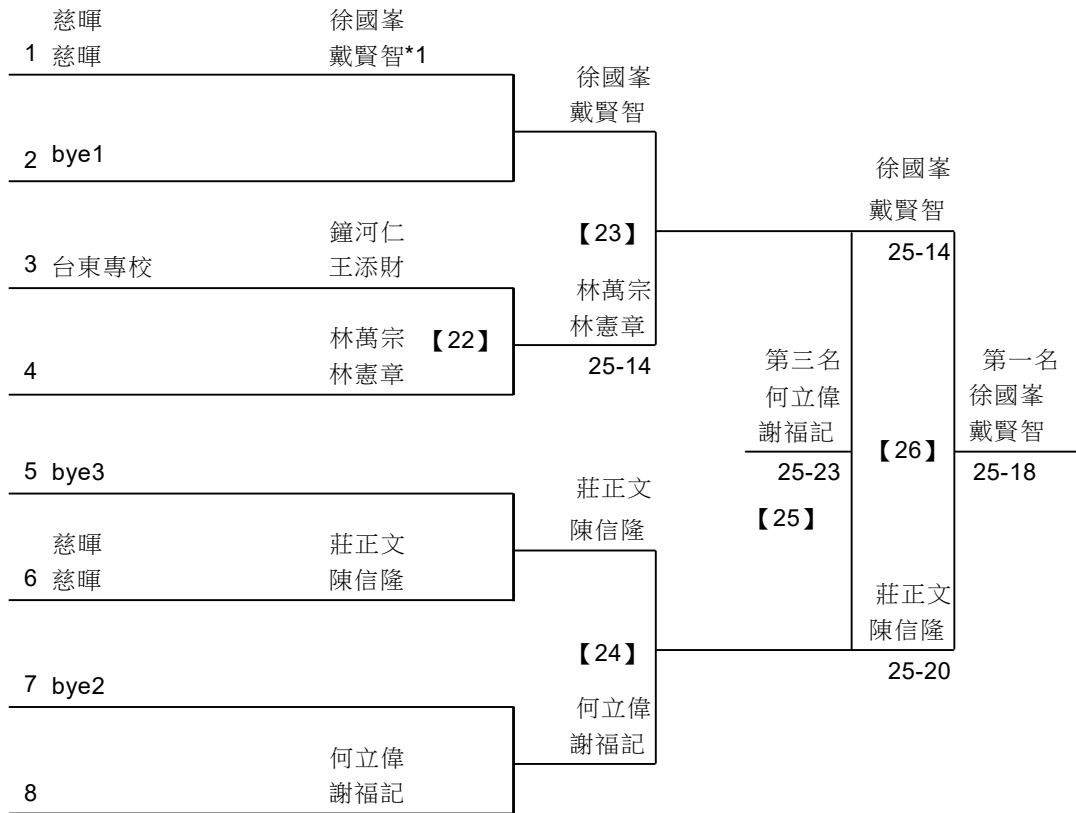 慈暉 徐國峯
1 慈暉 戴賢智*1
徐國峯
戴賢智
2 bye1
徐國峯
戴賢智
鐘河仁
【23】
25-14
3 台東專校 王添財
林萬宗
林憲章
林萬宗 【22】
25-14
4 林憲章
第三名 第一名
何立偉 徐國峯
謝福記 戴賢智
【26】
5 bye3
25-23 25-18
莊正文
陳信隆
【25】
慈暉 莊正文
6 慈暉 陳信隆
莊正文
陳信隆
【24】
25-20
7 bye2
何立偉
謝福記
何立偉
8 謝福記